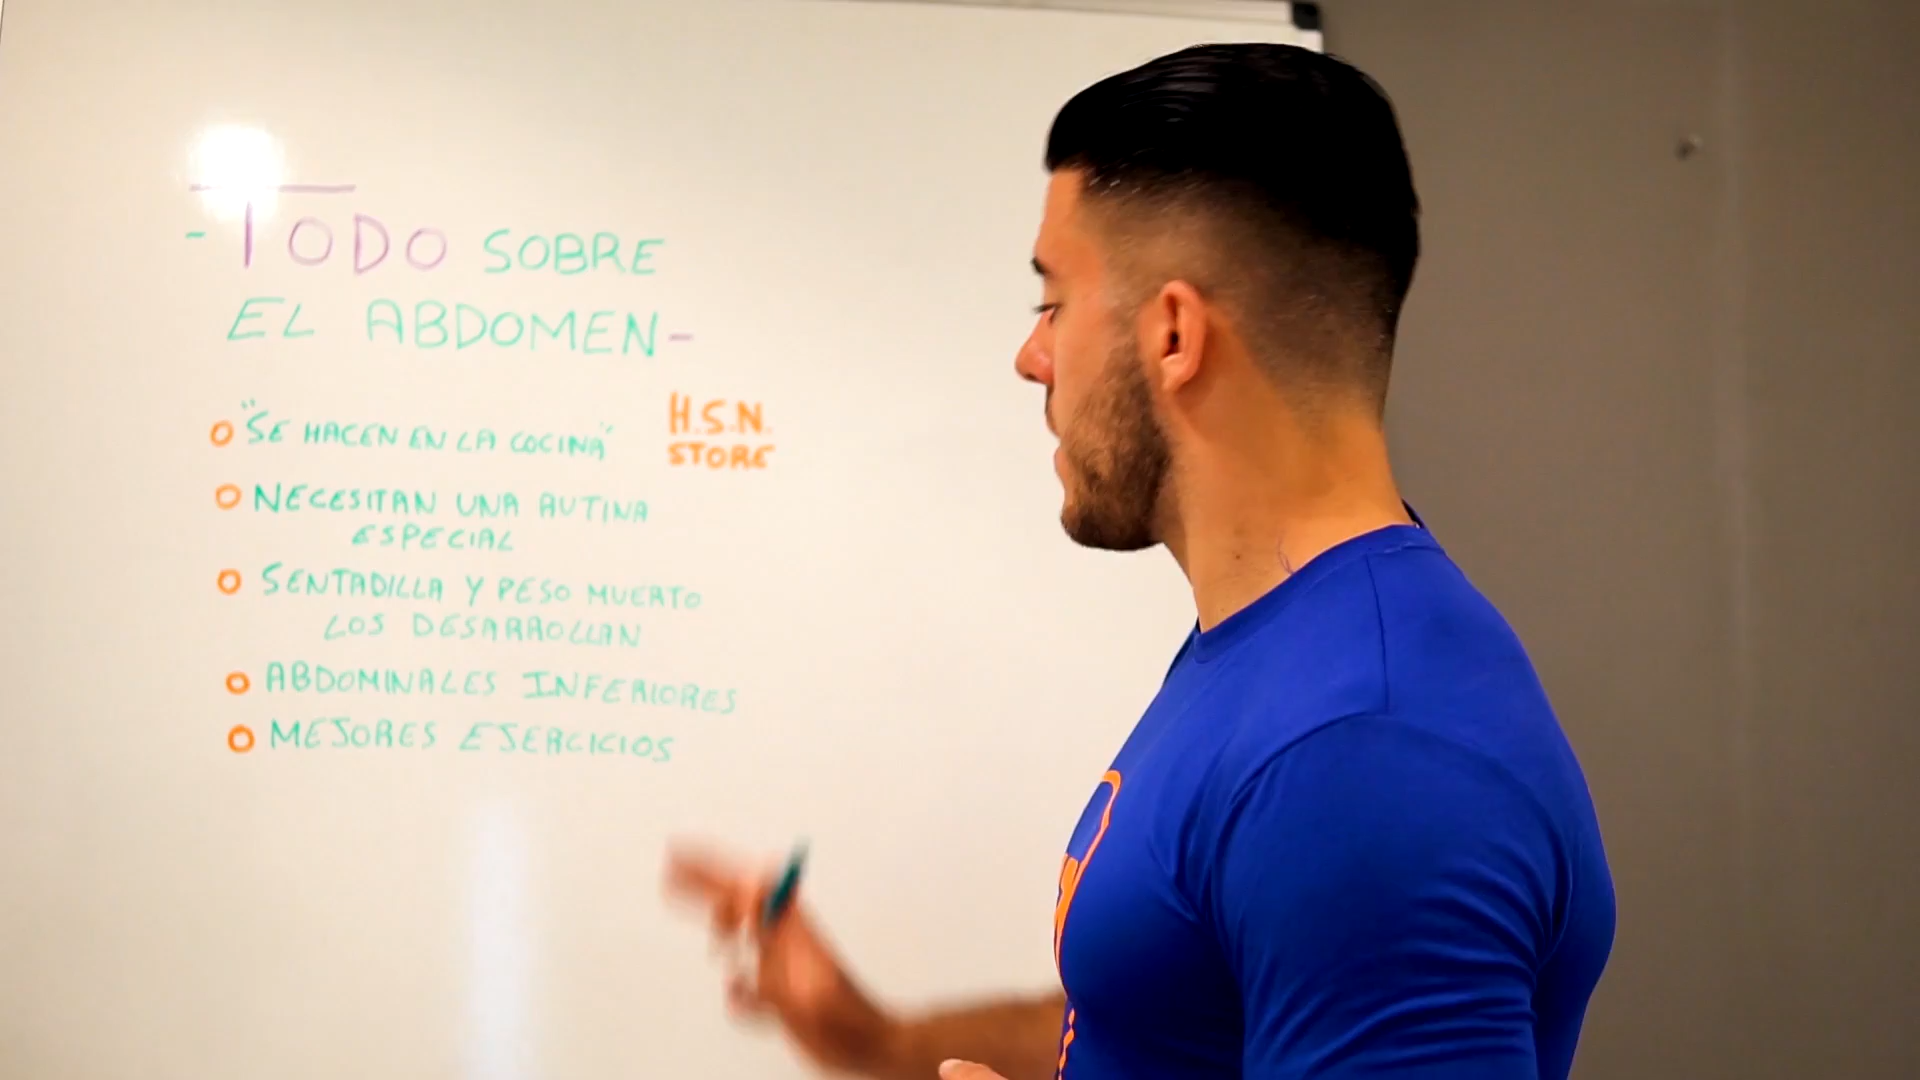 - TODO SOBRE
EL ABDOMEN -
"SE HACEN EN LA COCINA"
H.S.N.
STORE
NECESITAN UNA RUTINA
ESPECIAL
SENTADILLA Y PESO MUERTO
LOS DESARROLLAN
ABDOMINALES INFERIORES
MEJORES EJERCICIOS